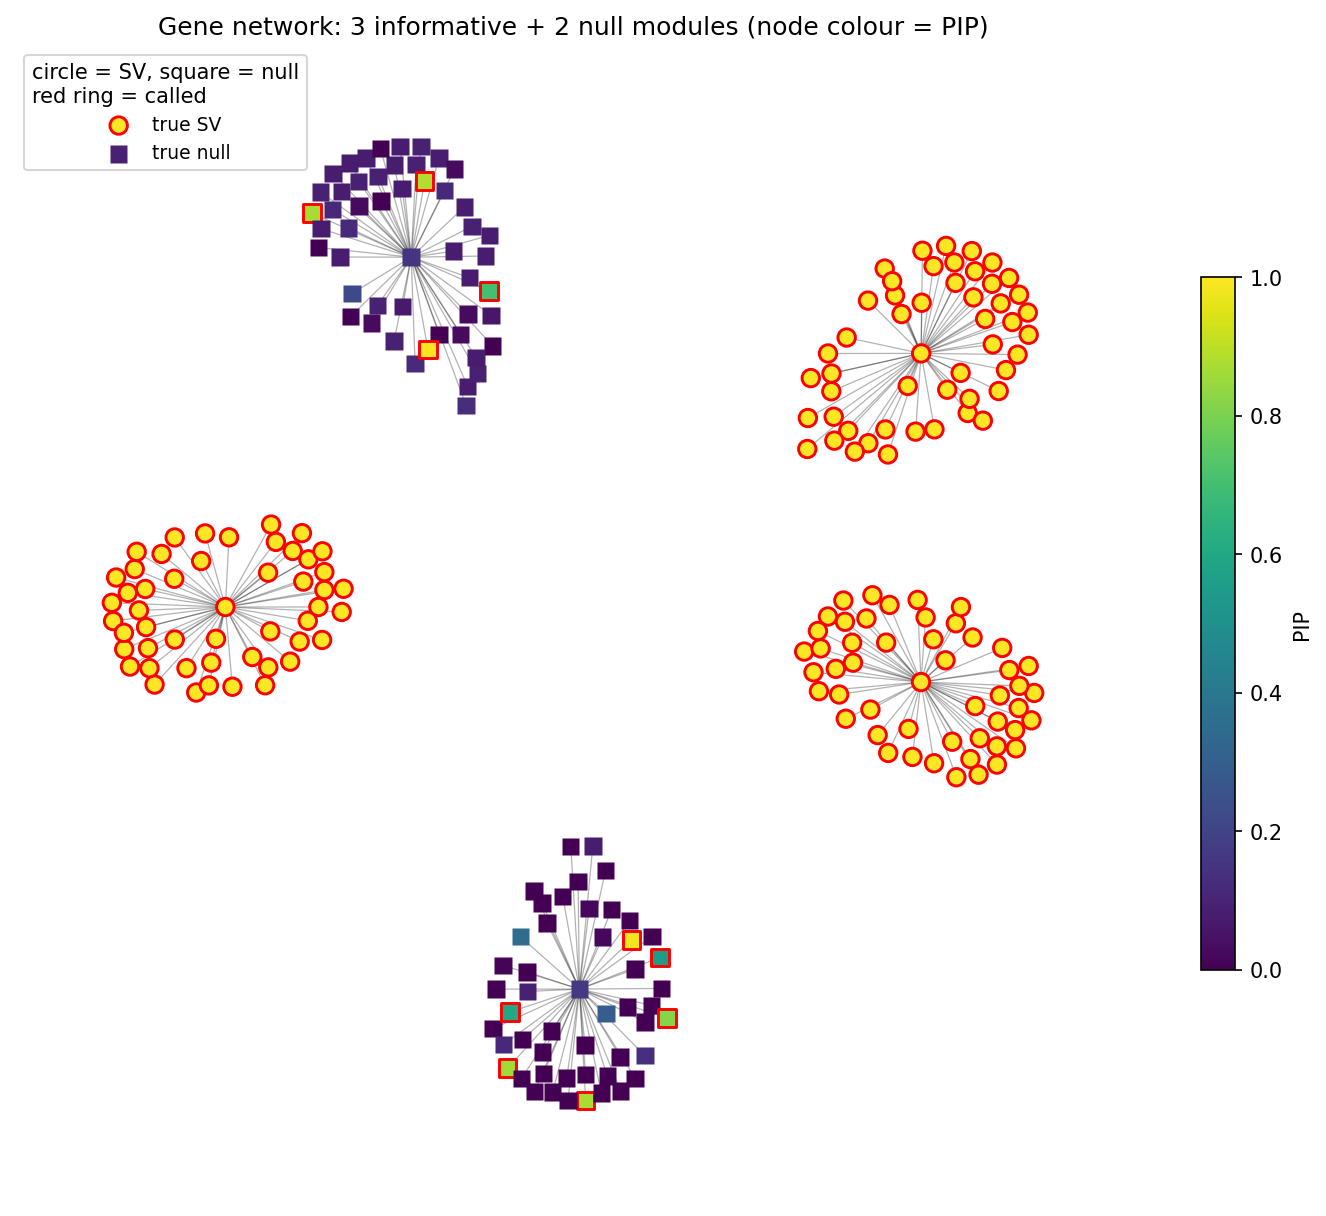 Gene network: 3 informative + 2 null modules (node colour = PIP)
circle = SV, square = null
red ring = called
true SV
true null
1.0
0.8
0.6
0.4
0.2
0.0
PIP